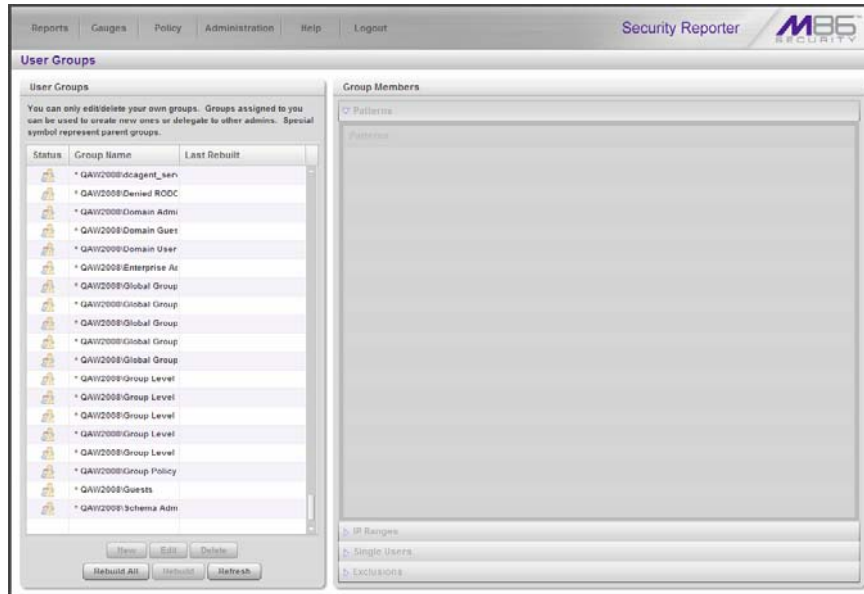 Reports Gauges Policy Administration Help Logout
Security Reporter
M86
SECURITY
User Groups
User Groups
You can only edit/delete your own groups. Groups assigned to you
can be used to create new ones or delegate to other admins. Special
symbol represent parent groups.
Status Group Name Last Rebuilt
* QAW2008\dcagent_serv
* QAW2008\Denied RODC
* QAW2008\Domain Admi
* QAW2008\Domain Gues
* QAW2008\Domain User
* QAW2008\Enterprise Ad
* QAW2008\Global Group
* QAW2008\Global Group
* QAW2008\Global Group
* QAW2008\Global Group
* QAW2008\Global Group
* QAW2008\Group Level
* QAW2008\Group Level
* QAW2008\Group Level
* QAW2008\Group Level
* QAW2008\Group Level
* QAW2008\Group Policy
* QAW2008\Guests
* QAW2008\Schema Adm
New Edit Delete
Rebuild All Rebuild Refresh
Group Members
Patterns
Patterns
IP Ranges
Single Users
Exclusions